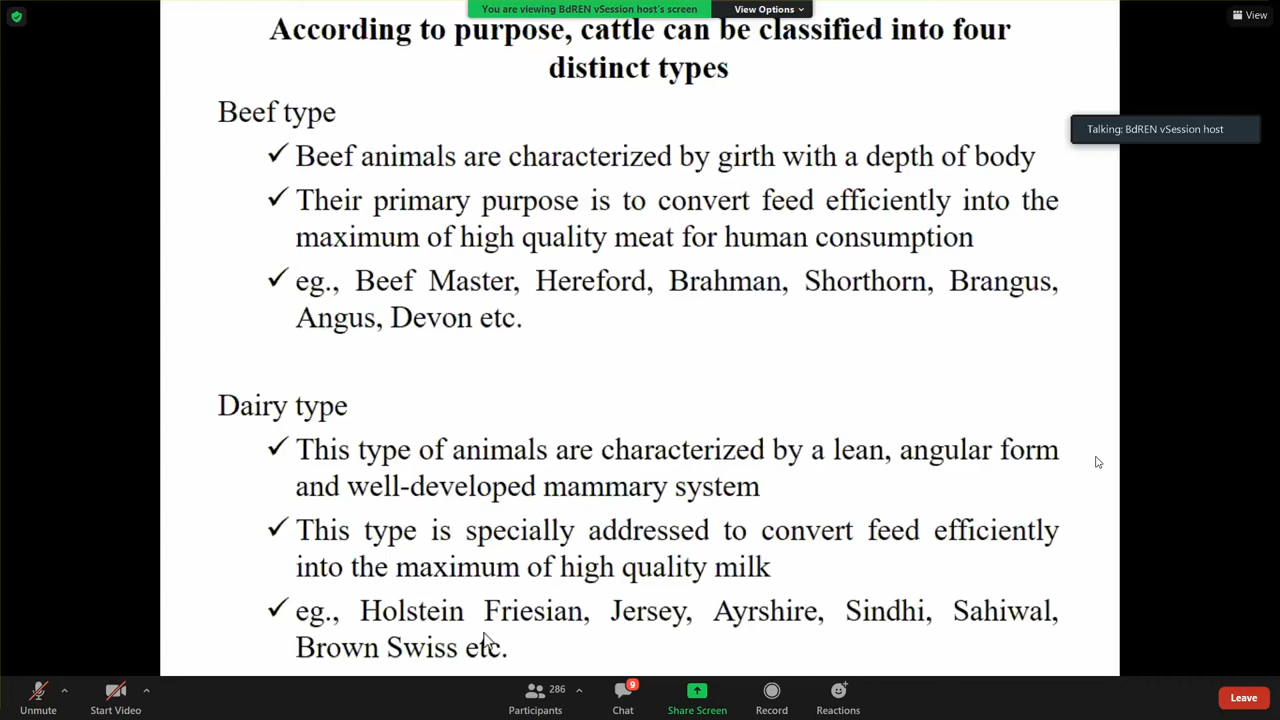 You are viewing BdREN vSession host's screen
View Options
View
According to purpose, cattle can be classified into four
distinct types
Talking: BdREN vSession host
Beef type
✓ Beef animals are characterized by girth with a depth of body
✓ Their primary purpose is to convert feed efficiently into the
maximum of high quality meat for human consumption
✓ eg., Beef Master, Hereford, Brahman, Shorthorn, Brangus,
Angus, Devon etc.
Dairy type
✓ This type of animals are characterized by a lean, angular form
and well-developed mammary system
✓ This type is specially addressed to convert feed efficiently
into the maximum of high quality milk
✓ eg., Holstein Friesian, Jersey, Ayrshire, Sindhi, Sahiwal,
Brown Swiss etc.
Unmute
Start Video
286
Participants
9
Chat
Share Screen
Record
Reactions
Leave